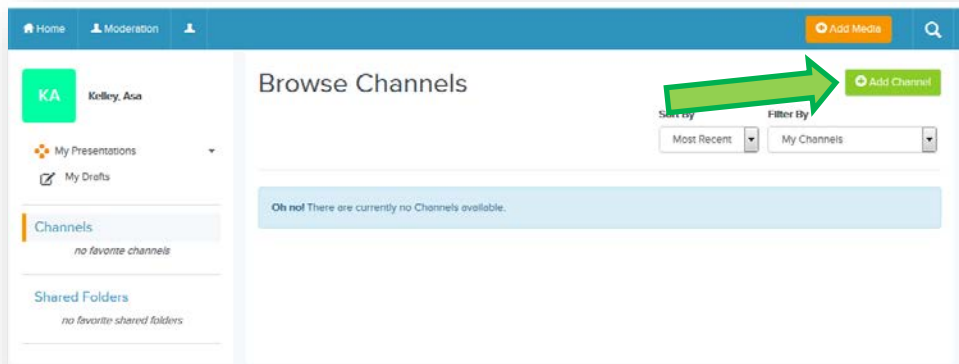 Home Moderation Add Media
KA Kelley, Asa
My Presentations
My Drafts
Channels
no favorite channels
Shared Folders
no favorite shared folders
Browse Channels
Add Channel
Sort By Filter By
Most Recent My Channels
Oh no! There are currently no Channels available.